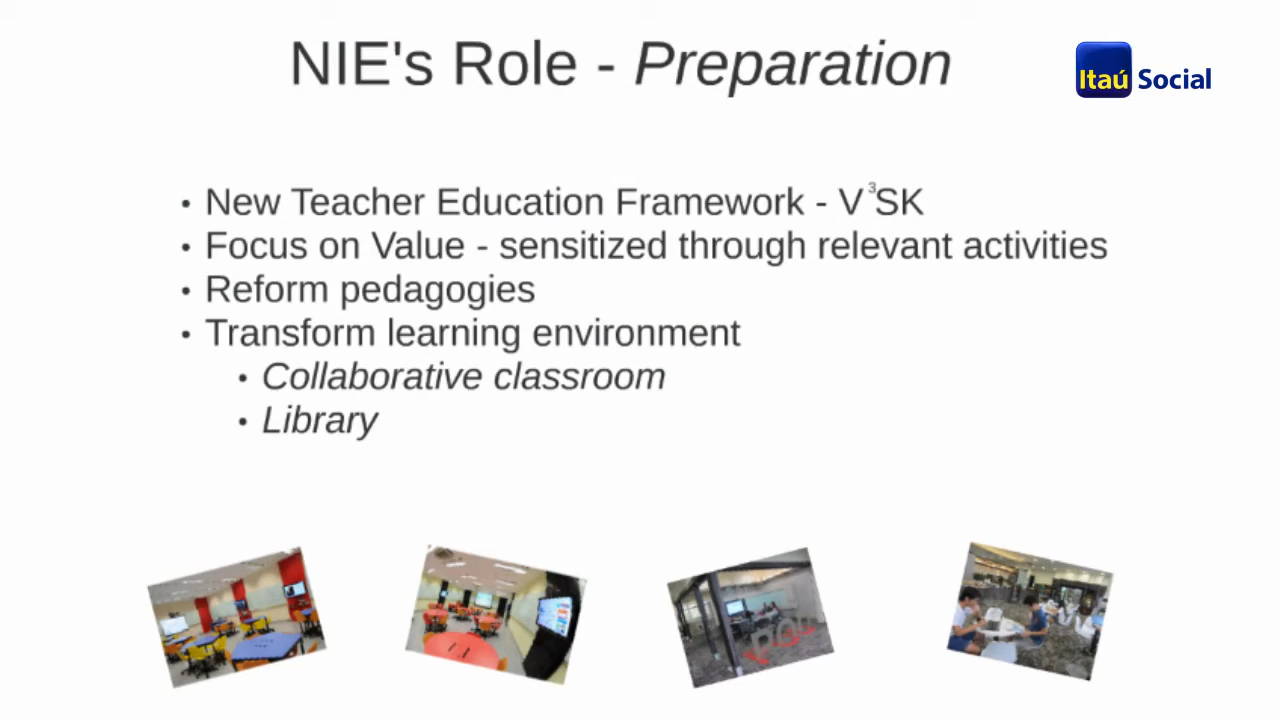 NIE's Role - Preparation
Itaú Social
• New Teacher Education Framework - V³SK
• Focus on Value - sensitized through relevant activities
• Reform pedagogies
• Transform learning environment
• Collaborative classroom
• Library